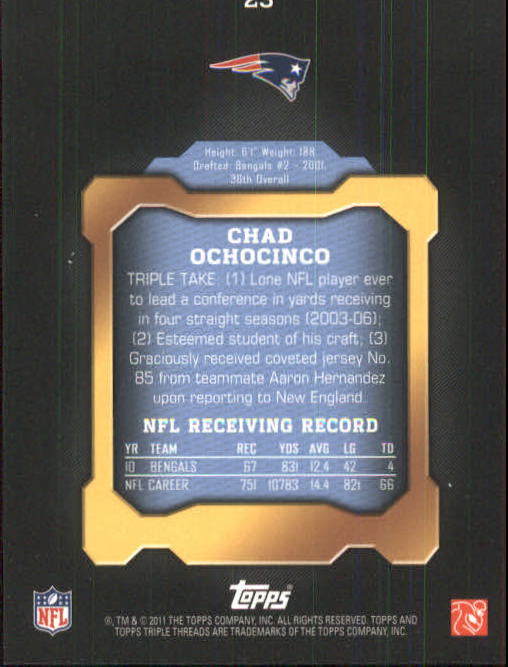 23
Height: 6'1" Weight: 188
Drafted: Bengals #2 - 2001,
36th Overall
CHAD
OCHOCINCO
TRIPLE TAKE: (1) Lone NFL player ever
to lead a conference in yards receiving
in four straight seasons (2003-06);
(2) Esteemed student of his craft; (3)
Graciously received coveted jersey No.
85 from teammate Aaron Hernandez
upon reporting to New England.
NFL RECEIVING RECORD
YR TEAM REC YDS AVG LG TD
10 BENGALS 67 831 12.4 42 4
NFL CAREER 751 10783 14.4 82t 66
Topps
®, TM & © 2011 THE TOPPS COMPANY, INC. ALL RIGHTS RESERVED. TOPPS AND
TOPPS TRIPLE THREADS ARE TRADEMARKS OF THE TOPPS COMPANY, INC.
NFL